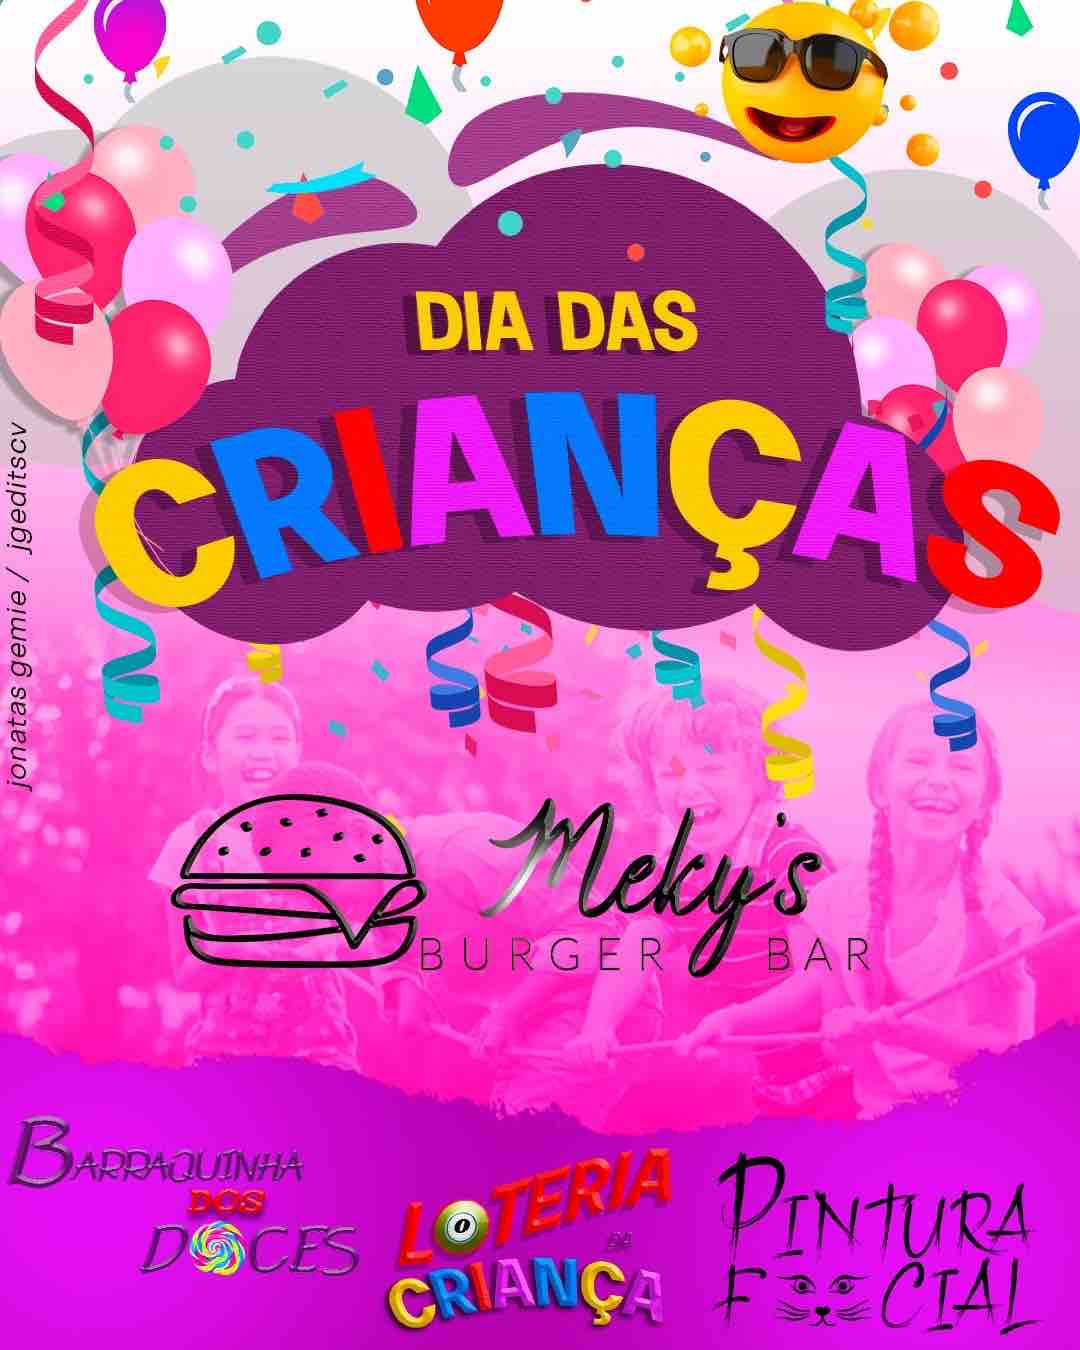 DIA DAS
CRIANÇAS
jonatas gemie / jgeditscv
Meky's
BURGER BAR
BARRAQUINHA
DOS
DOCES
LOTERIA
DA
CRIANÇA
PINTURA
FACIAL